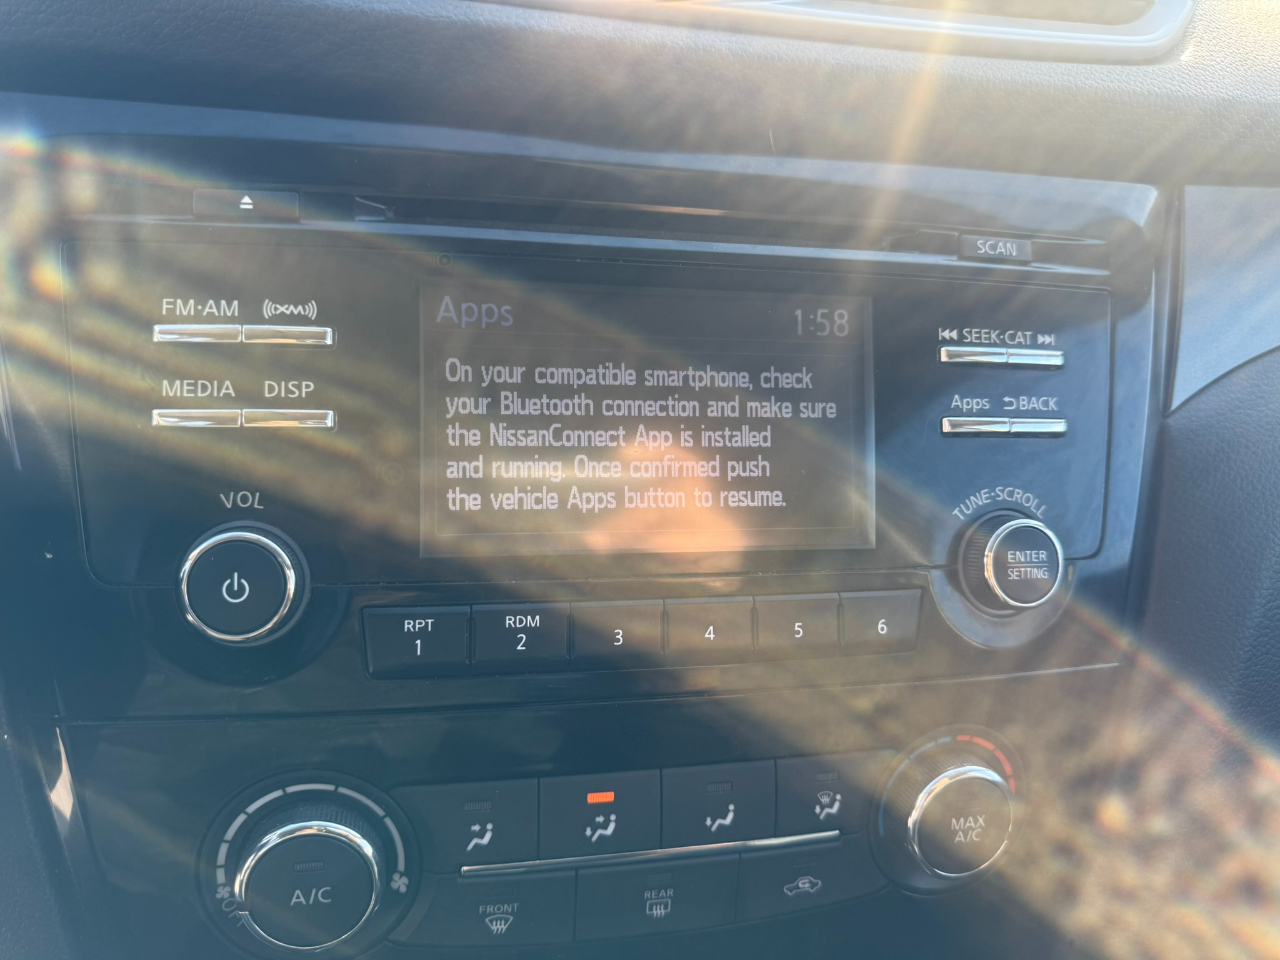 SCAN
FM·AM
XM
MEDIA
DISP
VOL
Apps
1:58
On your compatible smartphone, check
your Bluetooth connection and make sure
the NissanConnect App is installed
and running. Once confirmed push
the vehicle Apps button to resume.
SEEK·CAT
Apps
BACK
TUNE·SCROLL
ENTER
SETTING
RPT
1
RDM
2
3
4
5
6
A/C
OFF
FRONT
REAR
MAX
A/C